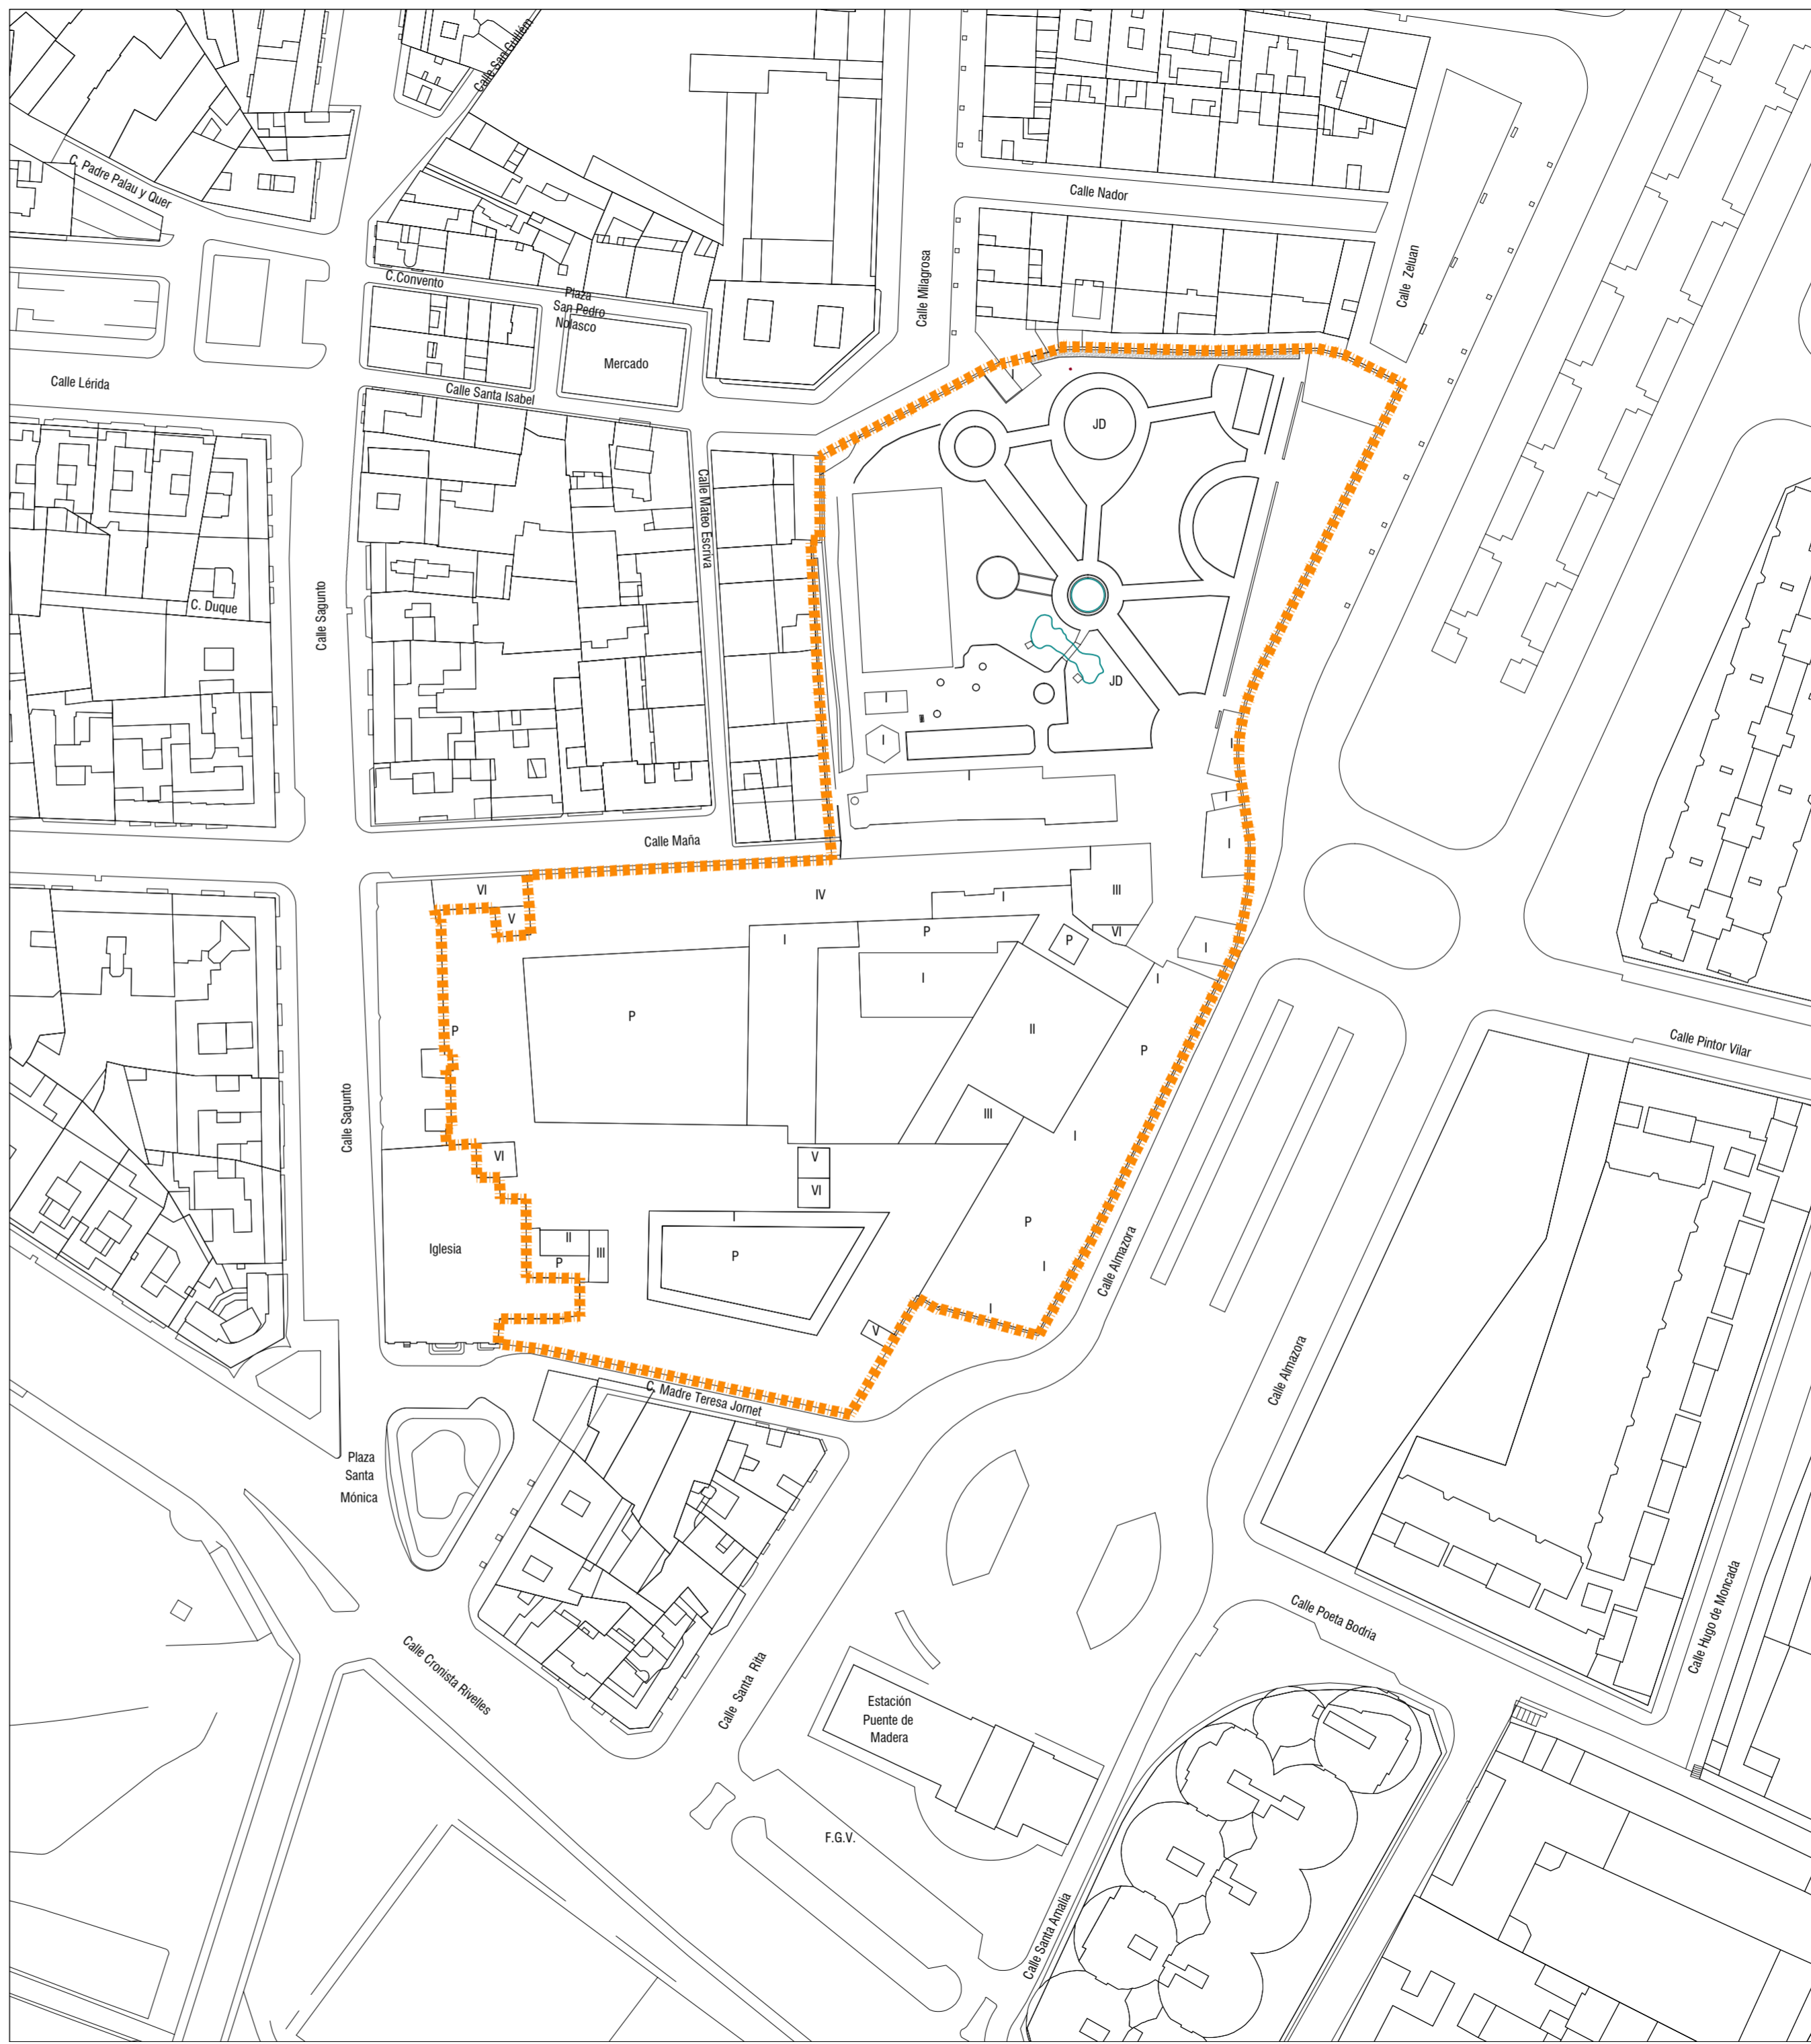 Calle San Guillém
C. Padre Palau y Quer
Calle Nador
Calle Milagrosa
Calle Zeluan
C.Convento
Plaza
San Pedro
Nolasco
Mercado
Calle Lérida
Calle Santa Isabel
I
JD
Calle Mateo Escriva
C. Duque
Calle Sagunto
JD
I
I
I
I
I
I
Calle Maña
VI
IV
I
III
V
I
P
P
VI
I
I
I
P
P
II
P
Calle Pintor Vilar
Calle Sagunto
III
I
VI
V
VI
Iglesia
II
P
III
I
P
P
I
I
V
Calle Almazora
Calle Almazora
C. Madre Teresa Jornet
Plaza
Santa
Mónica
Calle Cronista Rivelles
Calle Santa Rita
Calle Poeta Bodria
Calle Hugo de Moncada
Estación
Puente de
Madera
F.G.V.
Calle Santa Amalia